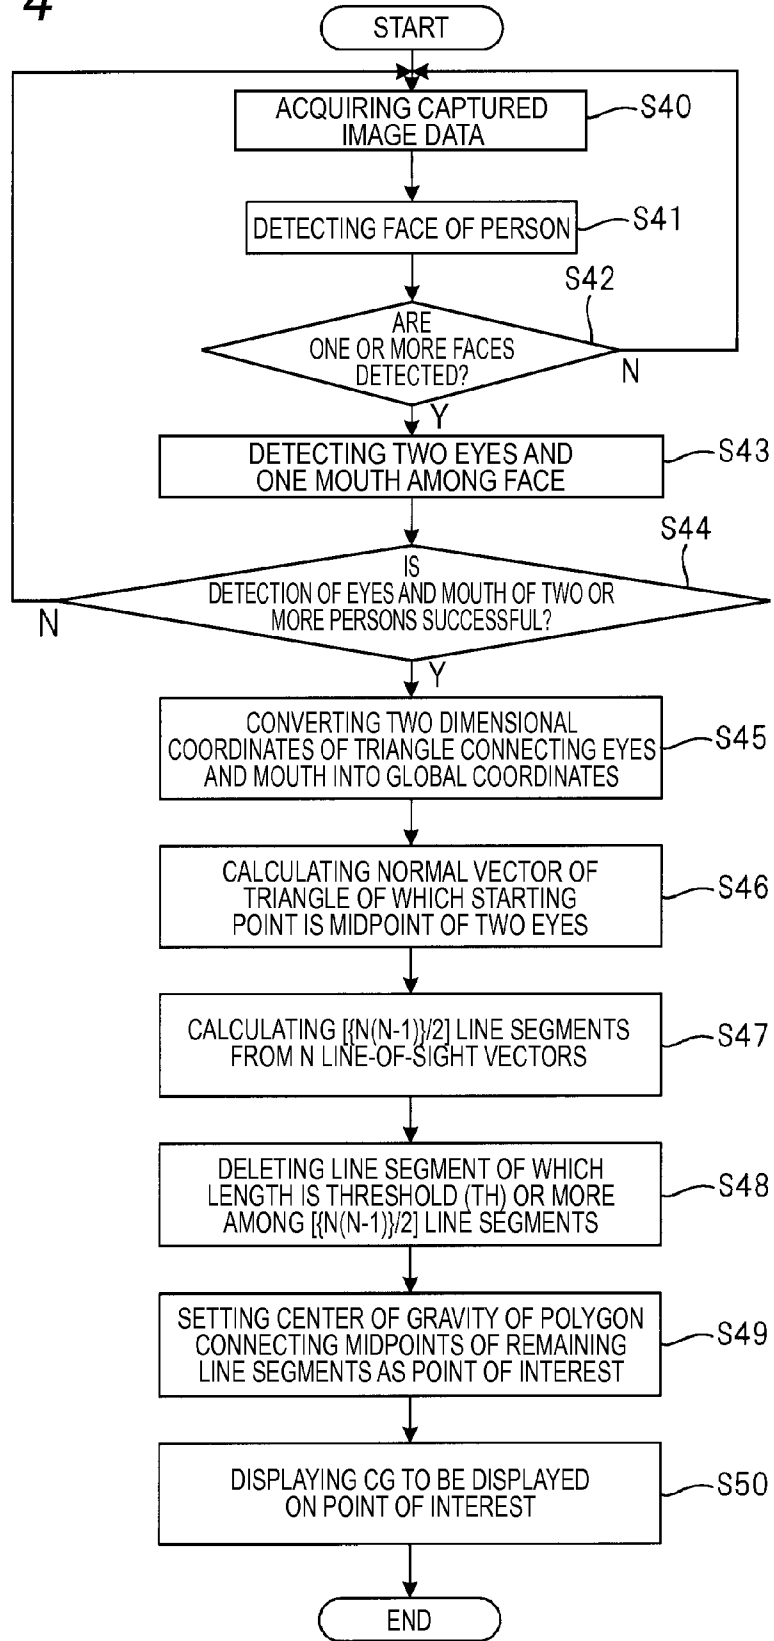 4
START
ACQUIRING CAPTURED
IMAGE DATA
S40
DETECTING FACE OF PERSON
S41
S42
ARE
ONE OR MORE FACES
DETECTED?
N
Y
DETECTING TWO EYES AND
ONE MOUTH AMONG FACE
S43
S44
IS
DETECTION OF EYES AND MOUTH OF TWO OR
MORE PERSONS SUCCESSFUL?
N
Y
CONVERTING TWO DIMENSIONAL
COORDINATES OF TRIANGLE CONNECTING EYES
AND MOUTH INTO GLOBAL COORDINATES
S45
CALCULATING NORMAL VECTOR OF
TRIANGLE OF WHICH STARTING
POINT IS MIDPOINT OF TWO EYES
S46
CALCULATING [{N(N-1)}/2] LINE SEGMENTS
FROM N LINE-OF-SIGHT VECTORS
S47
DELETING LINE SEGMENT OF WHICH
LENGTH IS THRESHOLD (TH) OR MORE
AMONG [{N(N-1)}/2] LINE SEGMENTS
S48
SETTING CENTER OF GRAVITY OF POLYGON
CONNECTING MIDPOINTS OF REMAINING
LINE SEGMENTS AS POINT OF INTEREST
S49
DISPLAYING CG TO BE DISPLAYED
ON POINT OF INTEREST
S50
END